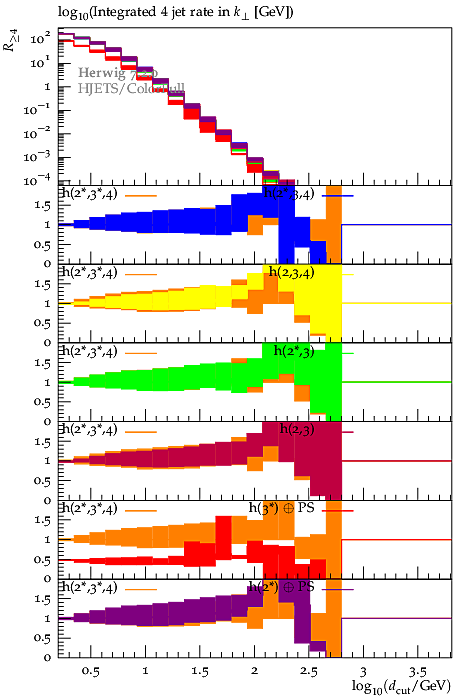 log₁₀(Integrated 4 jet rate in k⊥ [GeV])
R≥4
10²
10¹
1
10⁻¹
10⁻²
10⁻³
10⁻⁴
Herwig
HJETS/
h(2*,3*,4) h(2*,3,4)
1.5
1
0.5
0
h(2*,3*,4) h(2,3,4)
1.5
1
0.5
0
h(2*,3*,4) h(2*,3)
1.5
1
0.5
0
h(2*,3*,4) h(2,3)
1.5
1
0.5
0
h(2*,3*,4) h(3*) ⊕ PS
1.5
1
0.5
0
h(2*,3*,4) h(2*) ⊕ PS
1.5
1
0.5
0
0.5 1 1.5 2 2.5 3 3.5
log₁₀(d_cut/GeV)